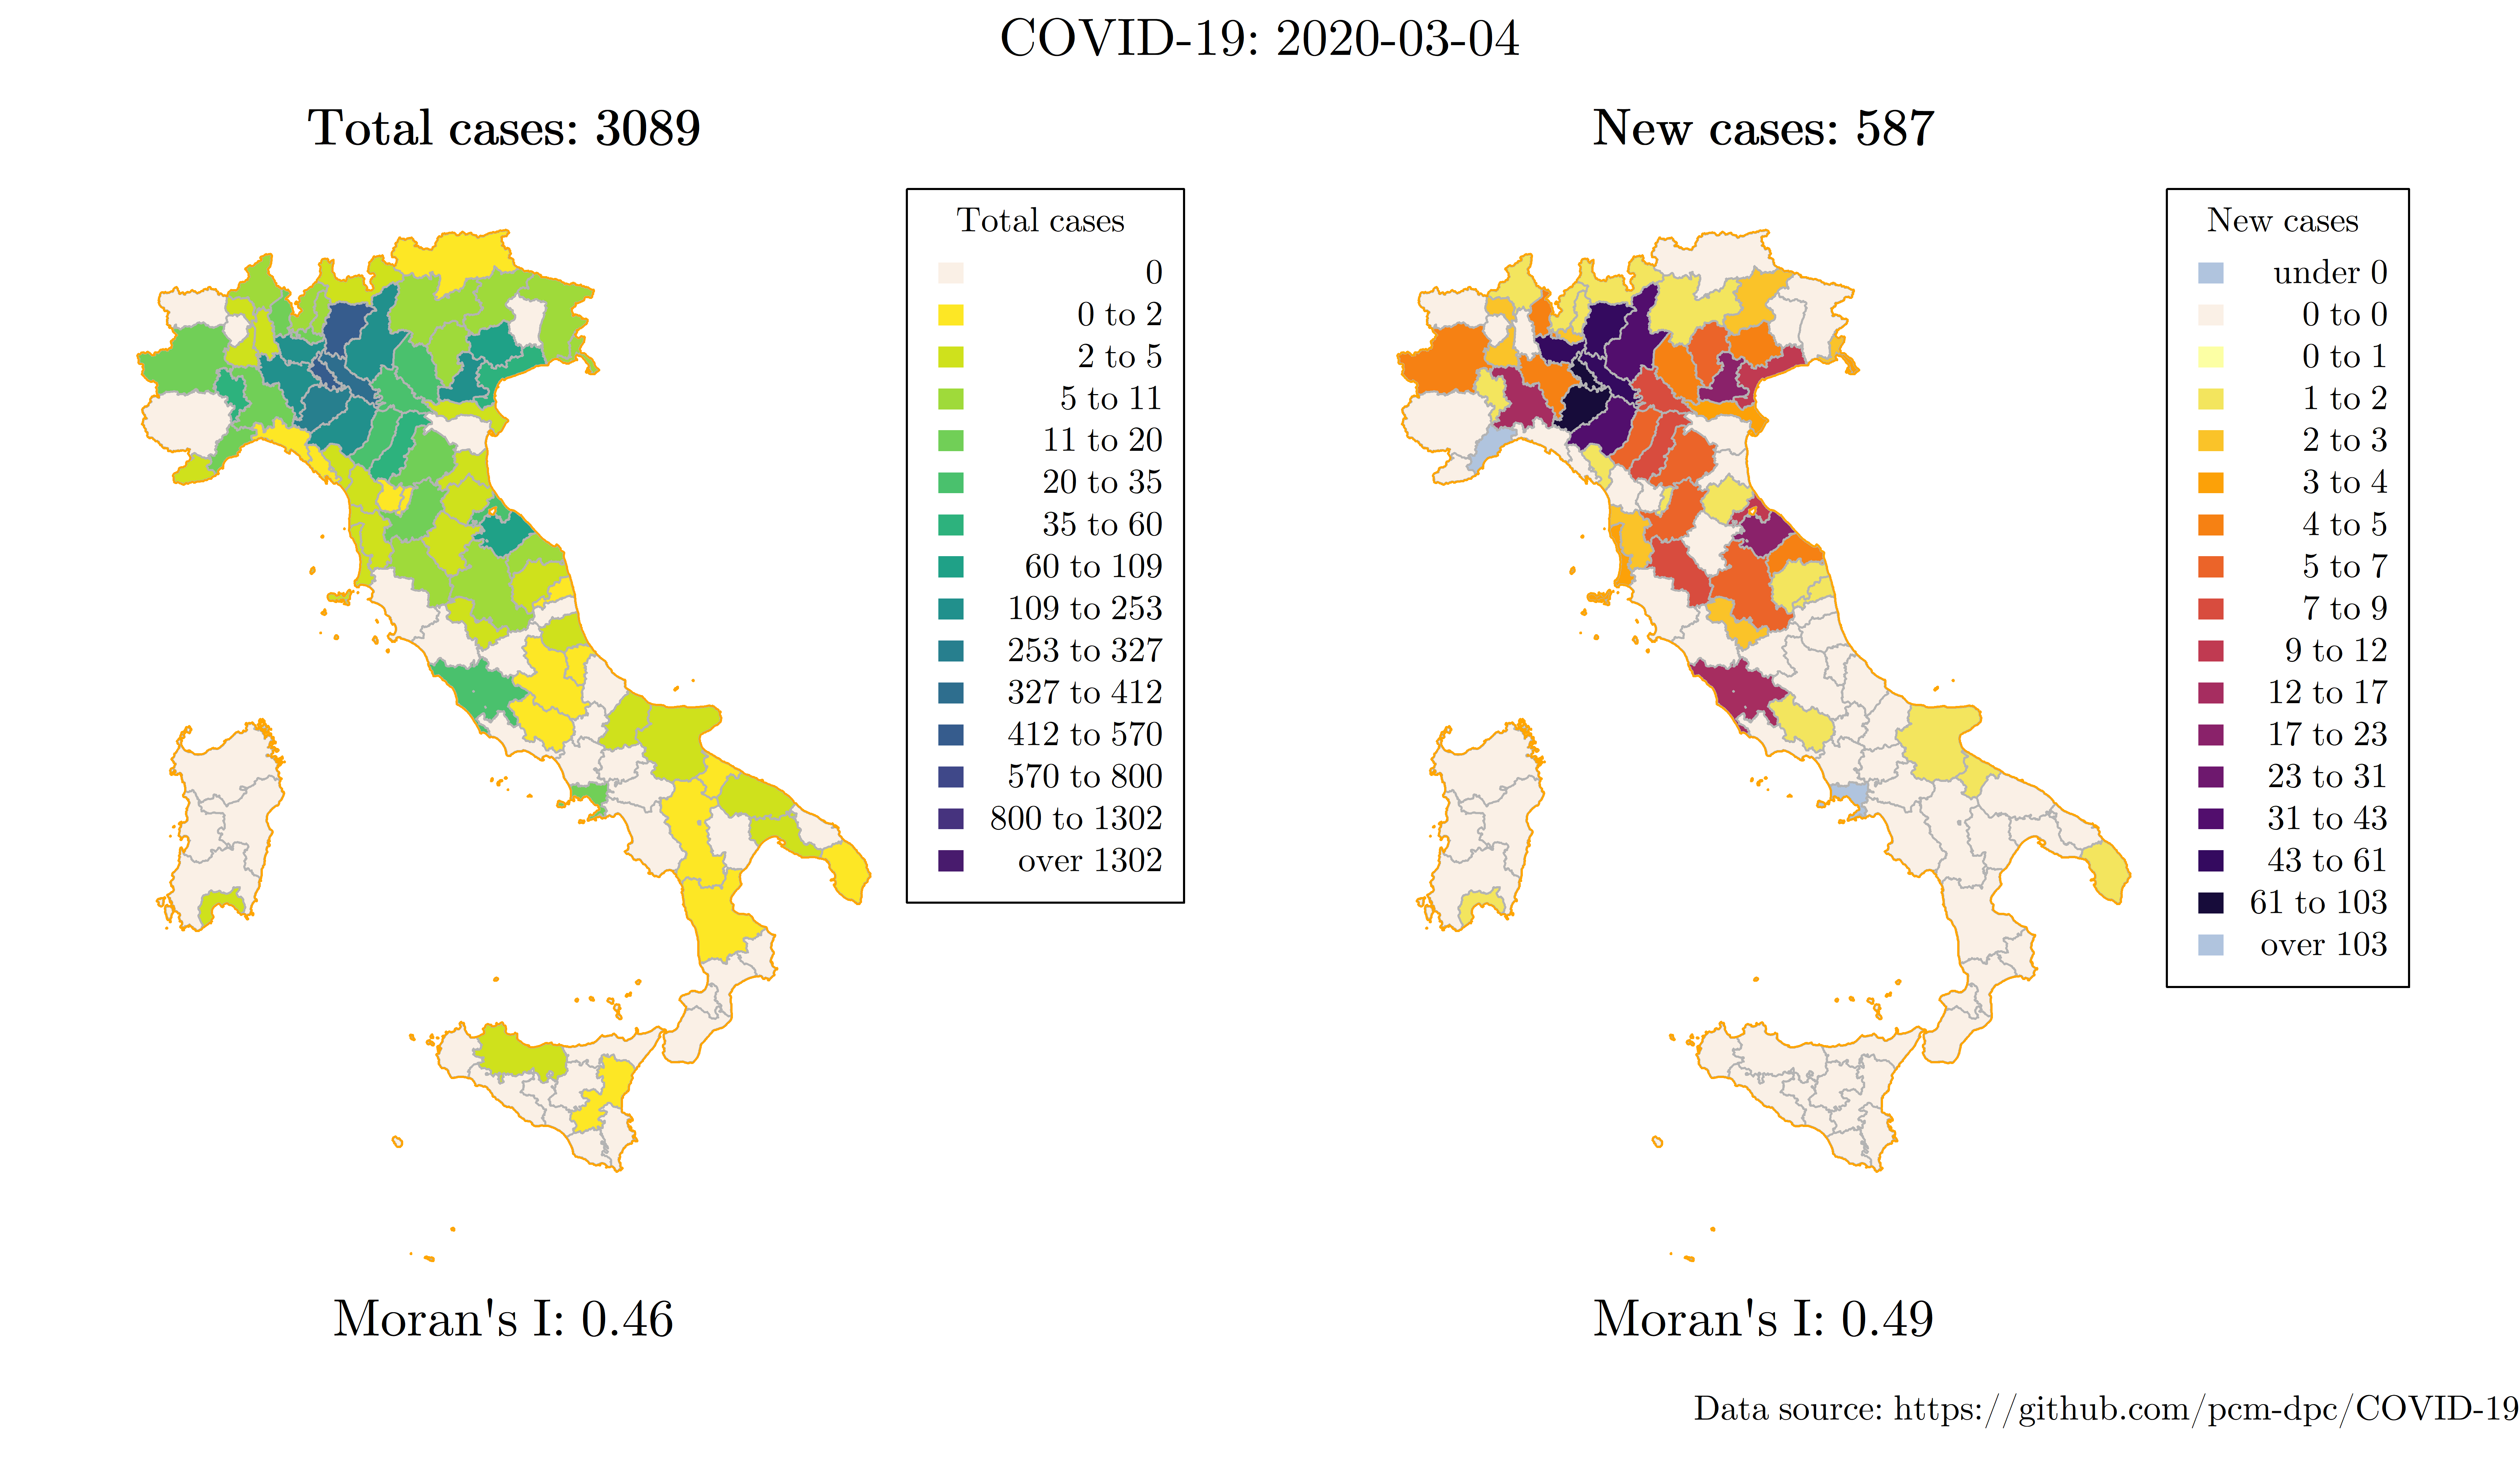 COVID-19: 2020-03-04
Total cases: 3089
Total cases
0
0 to 2
2 to 5
5 to 11
11 to 20
20 to 35
35 to 60
60 to 109
109 to 253
253 to 327
327 to 412
412 to 570
570 to 800
800 to 1302
over 1302
Moran's I: 0.46
New cases: 587
New cases
under 0
0 to 0
0 to 1
1 to 2
2 to 3
3 to 4
4 to 5
5 to 7
7 to 9
9 to 12
12 to 17
17 to 23
23 to 31
31 to 43
43 to 61
61 to 103
over 103
Moran's I: 0.49
Data source: https://github.com/pcm-dpc/COVID-19